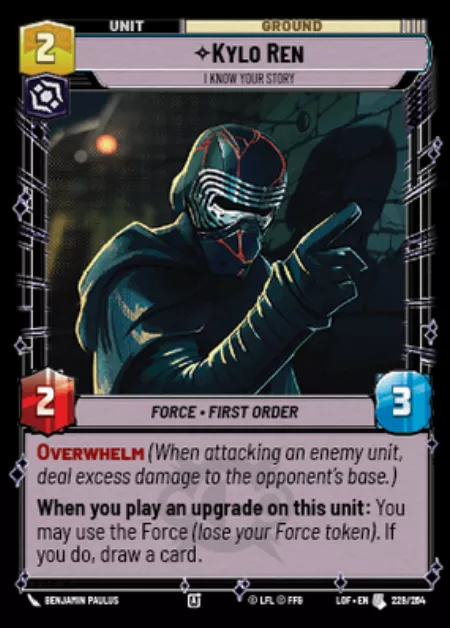 UNIT
GROUND
2
✧KYLO REN
I KNOW YOUR STORY
2
FORCE • FIRST ORDER
3
OVERWHELM (When attacking an enemy unit,
deal excess damage to the opponent's base.)
When you play an upgrade on this unit: You
may use the Force (lose your Force token). If
you do, draw a card.
BENJAMIN PAULUS
A
© LFL © FFG
LOF • EN
229/264